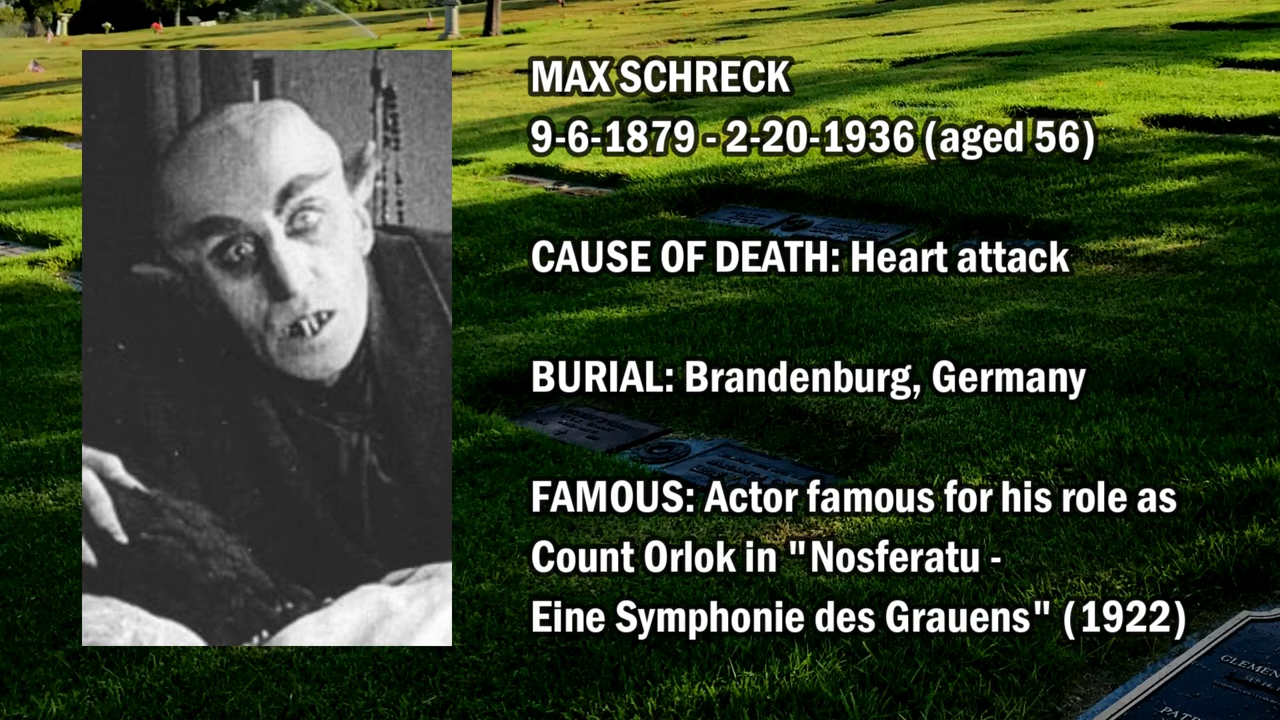 MAX SCHRECK
9-6-1879 - 2-20-1936 (aged 56)
CAUSE OF DEATH: Heart attack
BURIAL: Brandenburg, Germany
FAMOUS: Actor famous for his role as
Count Orlok in "Nosferatu -
Eine Symphonie des Grauens" (1922)